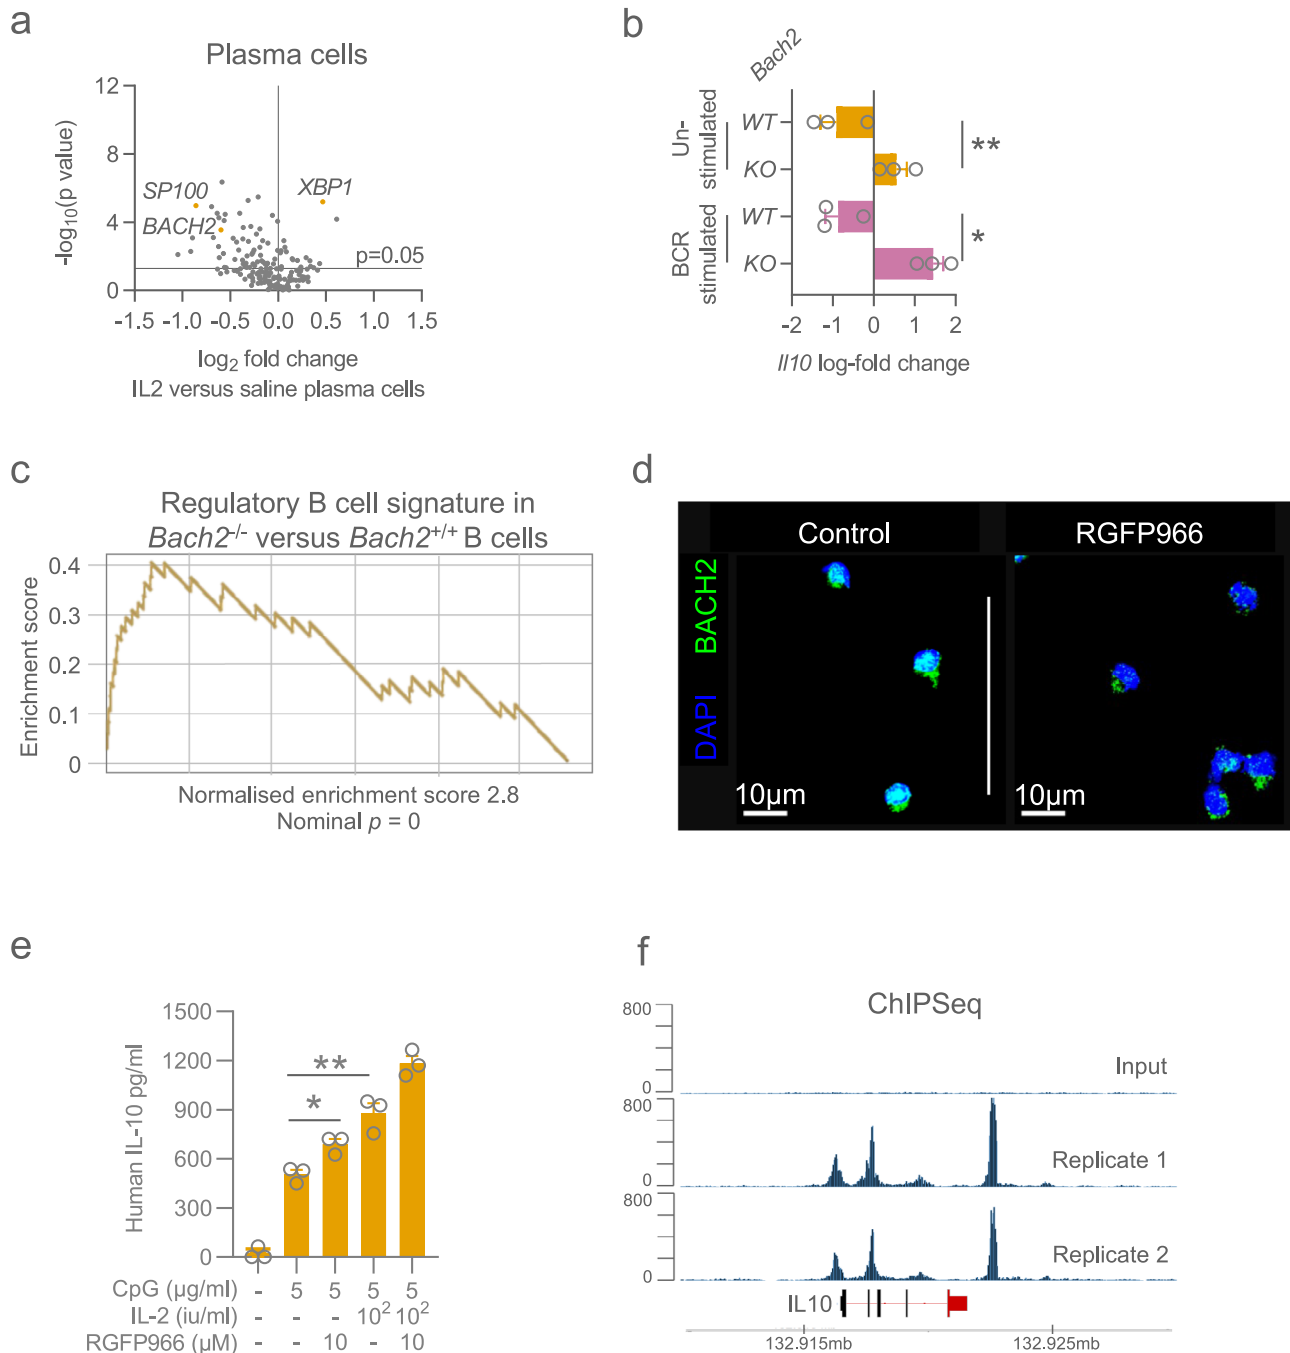 a
Plasma cells
12
8
4
0
-log10(p value)
SP100
XBP1
BACH2
p=0.05
-1.5 -1.0 -0.5 0.0 0.5 1.0 1.5
log2 fold change
IL2 versus saline plasma cells
b
Bach2
Un-
stimulated
WT
KO
**
BCR
stimulated
WT
KO
*
-2 -1 0 1 2
Il10 log-fold change
c
Regulatory B cell signature in
Bach2-/- versus Bach2+/+ B cells
0.4
0.3
0.2
0.1
0
Enrichment score
Normalised enrichment score 2.8
Nominal p = 0
d
Control
RGFP966
DAPI BACH2
10µm
10µm
e
1500
1200
900
600
300
0
Human IL-10 pg/ml
**
*
CpG (µg/ml) - 5 5 5 5
IL-2 (iu/ml) - - - 10² 10²
RGFP966 (µM) - - 10 - 10
f
ChIPSeq
800
0
Input
800
0
Replicate 1
800
0
Replicate 2
IL10
132.915mb
132.925mb